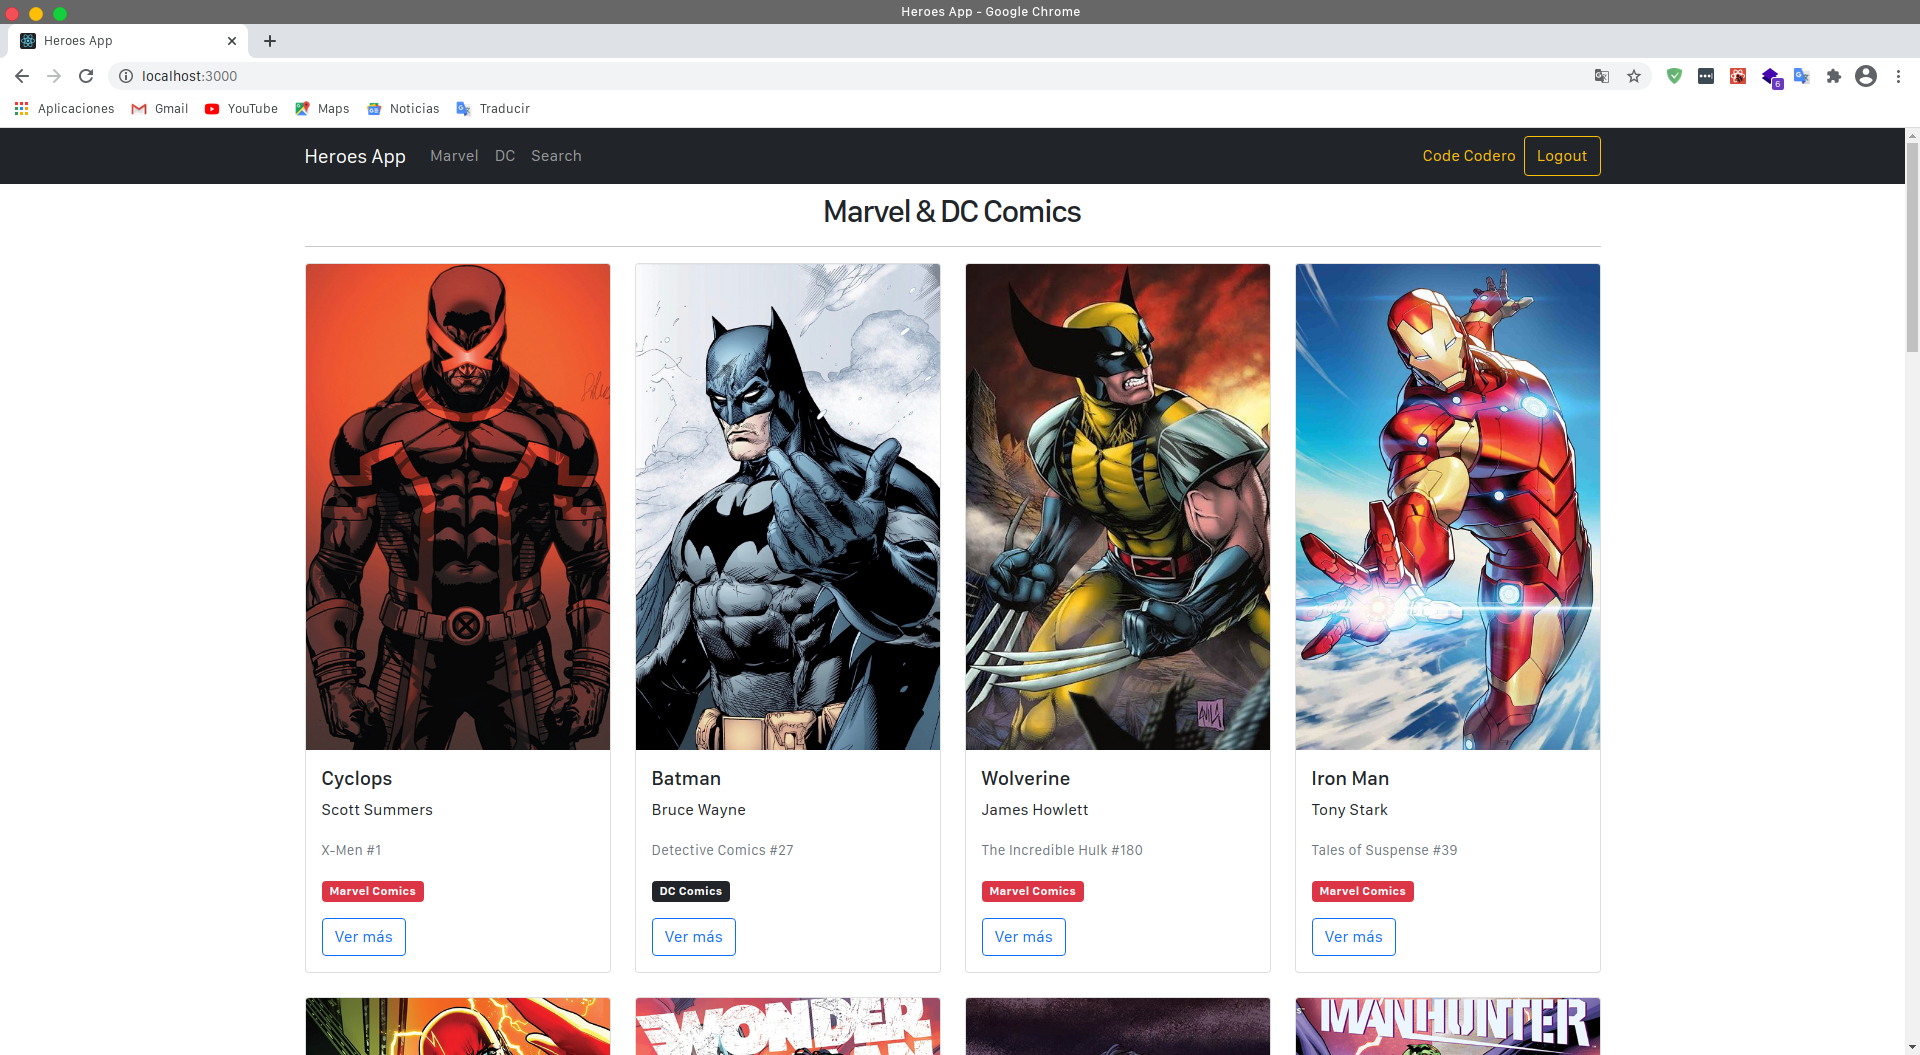 Heroes App - Google Chrome
Heroes App
localhost:3000
6
Aplicaciones Gmail YouTube Maps Noticias Traducir
Heroes App Marvel DC Search Code Codero Logout
Marvel & DC Comics
AVILA
Cyclops
Scott Summers
X-Men #1
Marvel Comics
Ver más
Batman
Bruce Wayne
Detective Comics #27
DC Comics
Ver más
Wolverine
James Howlett
The Incredible Hulk #180
Marvel Comics
Ver más
Iron Man
Tony Stark
Tales of Suspense #39
Marvel Comics
Ver más
WONDER
MANHUNTER